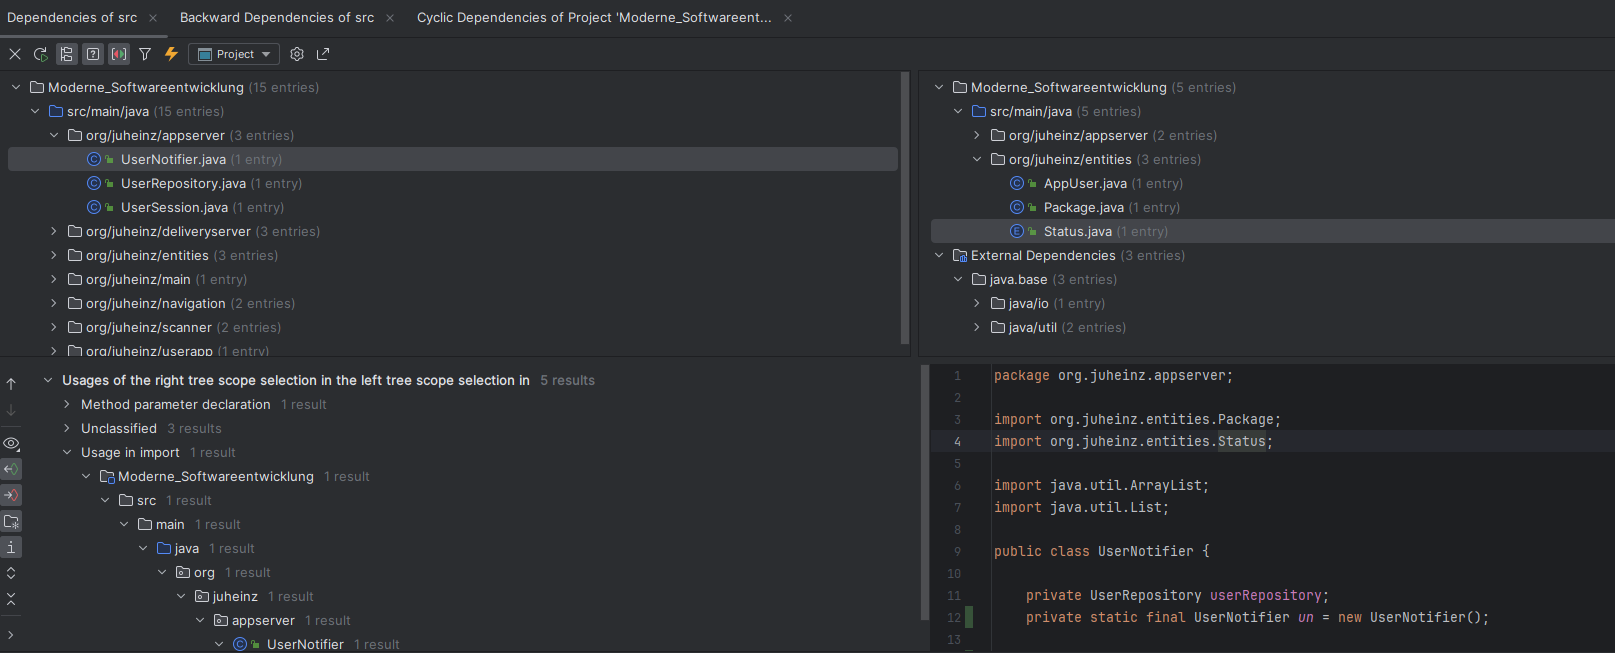 Dependencies of src
Backward Dependencies of src
Cyclic Dependencies of Project 'Moderne_Softwareent...
Project
Moderne_Softwareentwicklung (15 entries)
src/main/java (15 entries)
org/juheinz/appserver (3 entries)
UserNotifier.java (1 entry)
UserRepository.java (1 entry)
UserSession.java (1 entry)
org/juheinz/deliveryserver (3 entries)
org/juheinz/entities (3 entries)
org/juheinz/main (1 entry)
org/juheinz/navigation (2 entries)
org/juheinz/scanner (2 entries)
org/juheinz/userapp (1 entry)
Moderne_Softwareentwicklung (5 entries)
src/main/java (5 entries)
org/juheinz/appserver (2 entries)
org/juheinz/entities (3 entries)
AppUser.java (1 entry)
Package.java (1 entry)
Status.java (1 entry)
External Dependencies (3 entries)
java.base (3 entries)
java/io (1 entry)
java/util (2 entries)
Usages of the right tree scope selection in the left tree scope selection in 5 results
Method parameter declaration 1 result
Unclassified 3 results
Usage in import 1 result
Moderne_Softwareentwicklung 1 result
src 1 result
main 1 result
java 1 result
org 1 result
juheinz 1 result
appserver 1 result
UserNotifier 1 result
1 package org.juheinz.appserver;
2
3 import org.juheinz.entities.Package;
4 import org.juheinz.entities.Status;
5
6 import java.util.ArrayList;
7 import java.util.List;
8
9 public class UserNotifier {
10
11 private UserRepository userRepository;
12 private static final UserNotifier un = new UserNotifier();
13